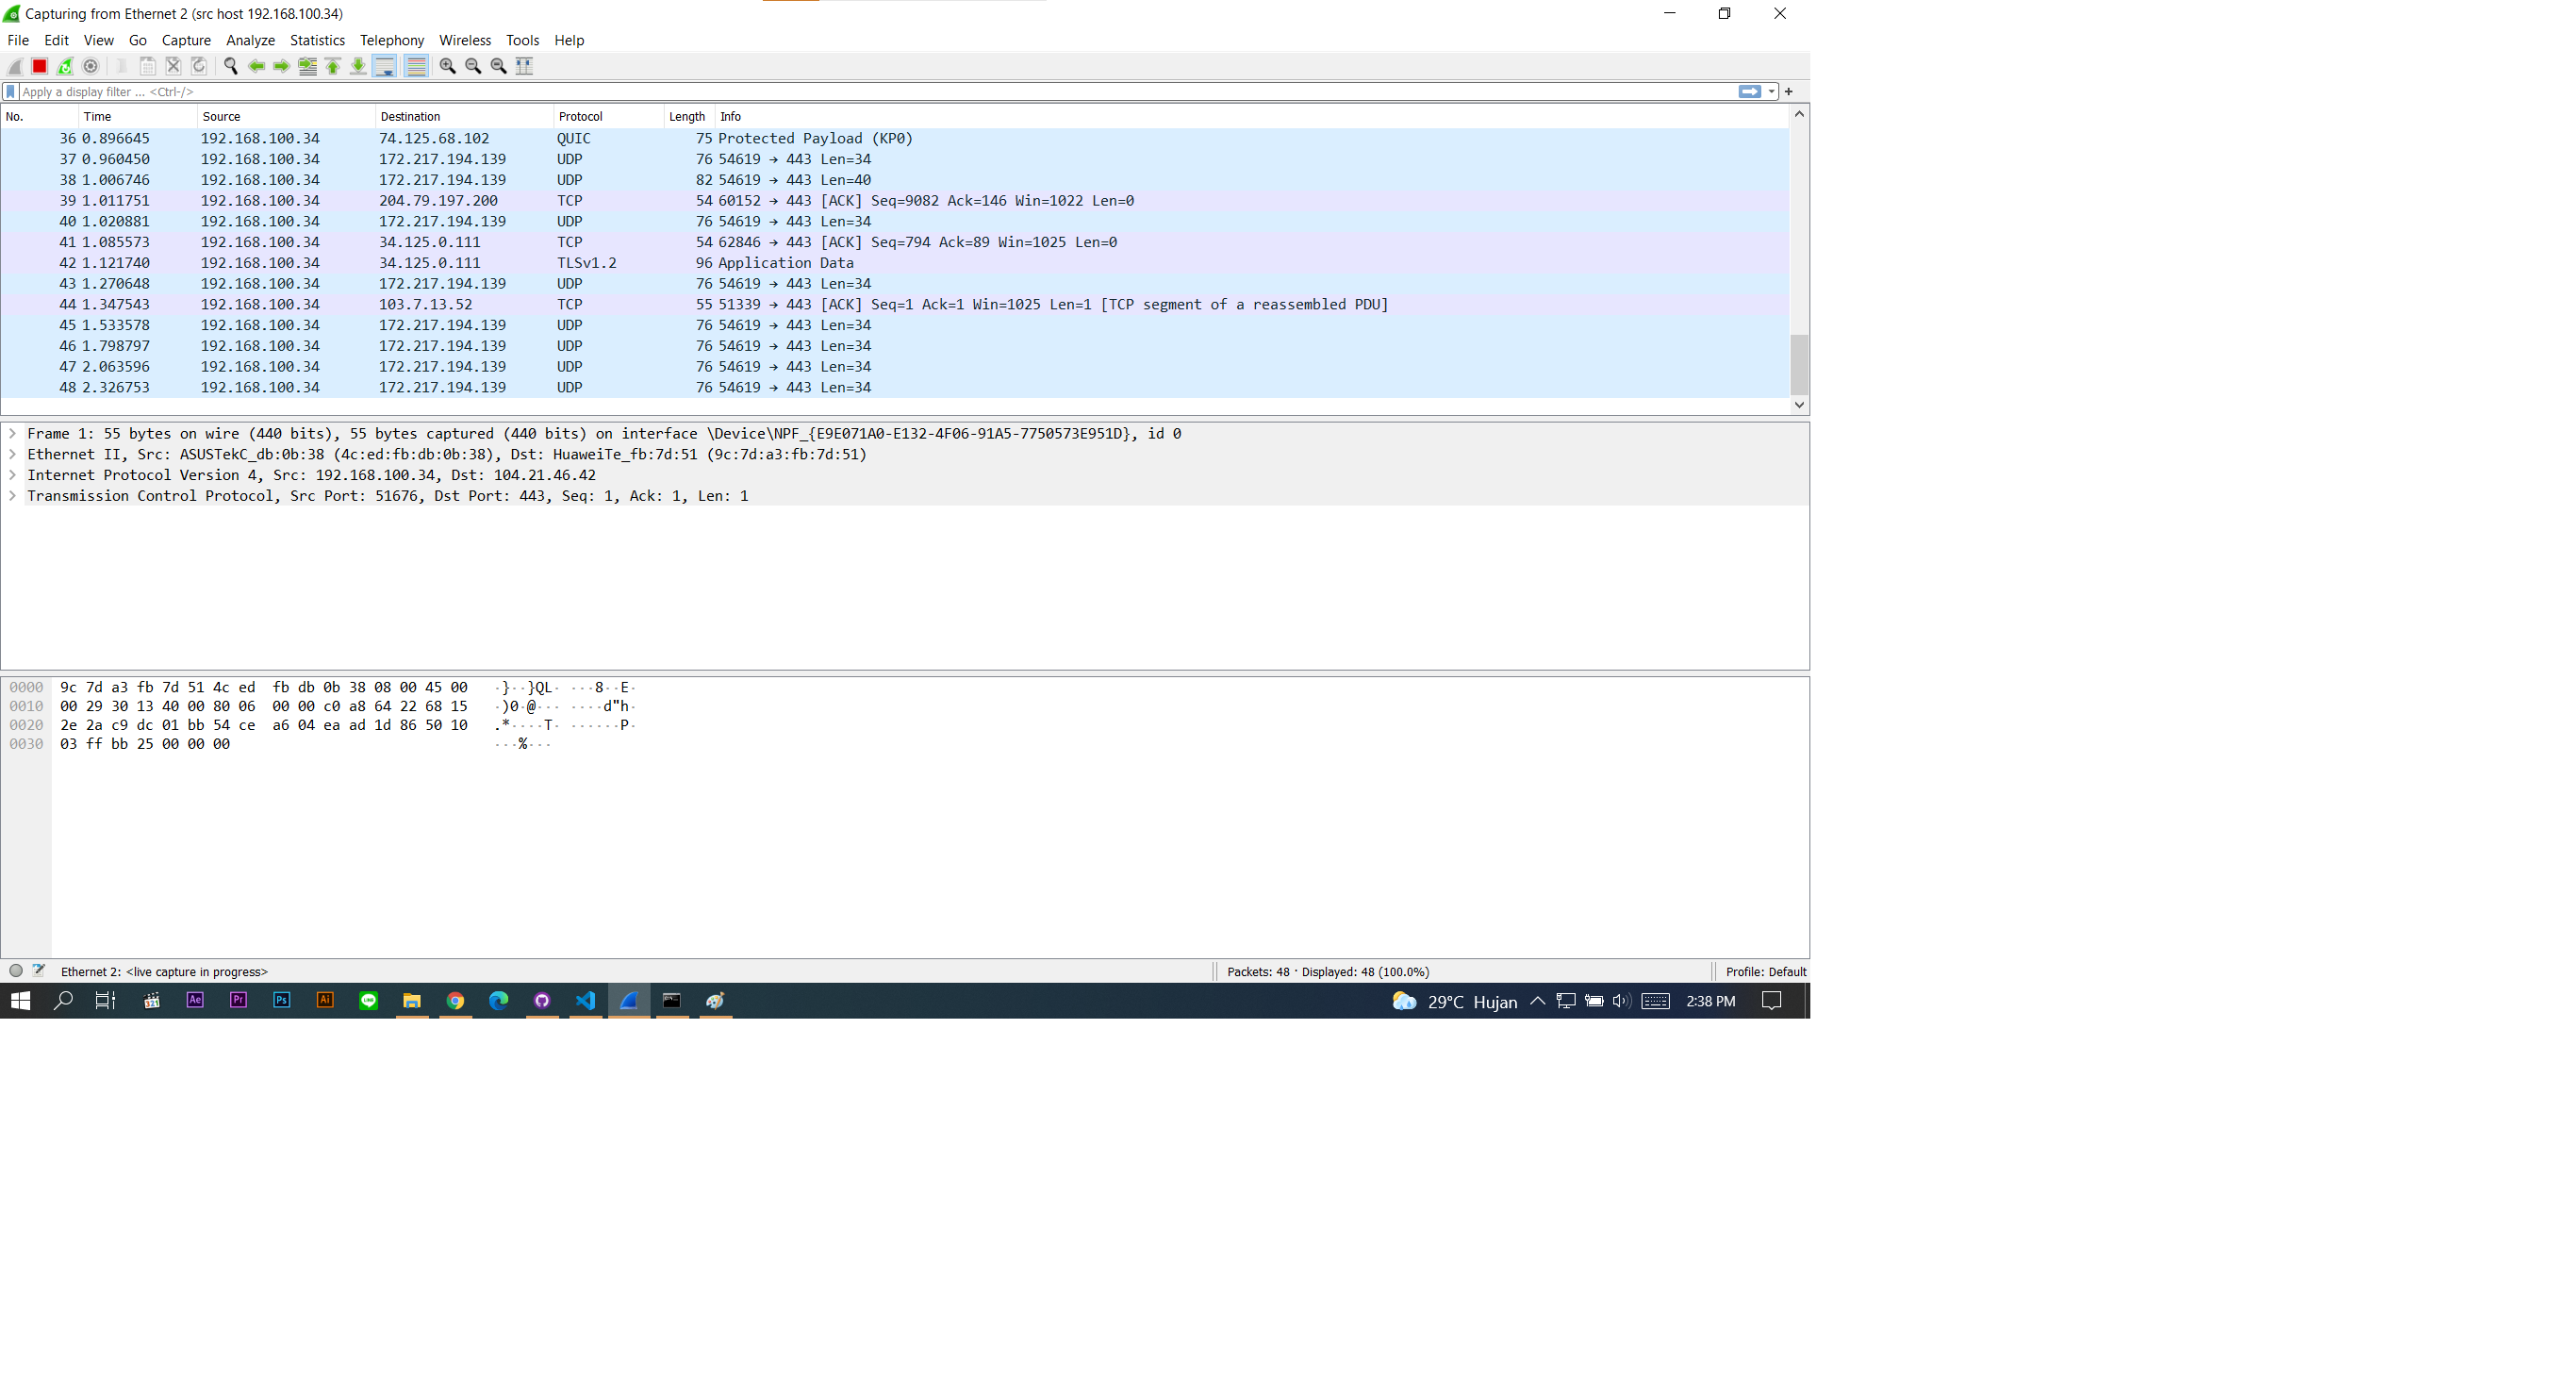 Capturing from Ethernet 2 (src host 192.168.100.34)
File Edit View Go Capture Analyze Statistics Telephony Wireless Tools Help
Apply a display filter ... <Ctrl-/>
No. Time Source Destination Protocol Length Info
36 0.896645 192.168.100.34 74.125.68.102 QUIC 75 Protected Payload (KP0)
37 0.960450 192.168.100.34 172.217.194.139 UDP 76 54619 → 443 Len=34
38 1.006746 192.168.100.34 172.217.194.139 UDP 82 54619 → 443 Len=40
39 1.011751 192.168.100.34 204.79.197.200 TCP 54 60152 → 443 [ACK] Seq=9082 Ack=146 Win=1022 Len=0
40 1.020881 192.168.100.34 172.217.194.139 UDP 76 54619 → 443 Len=34
41 1.085573 192.168.100.34 34.125.0.111 TCP 54 62846 → 443 [ACK] Seq=794 Ack=89 Win=1025 Len=0
42 1.121740 192.168.100.34 34.125.0.111 TLSv1.2 96 Application Data
43 1.270648 192.168.100.34 172.217.194.139 UDP 76 54619 → 443 Len=34
44 1.347543 192.168.100.34 103.7.13.52 TCP 55 51339 → 443 [ACK] Seq=1 Ack=1 Win=1025 Len=1 [TCP segment of a reassembled PDU]
45 1.533578 192.168.100.34 172.217.194.139 UDP 76 54619 → 443 Len=34
46 1.798797 192.168.100.34 172.217.194.139 UDP 76 54619 → 443 Len=34
47 2.063596 192.168.100.34 172.217.194.139 UDP 76 54619 → 443 Len=34
48 2.326753 192.168.100.34 172.217.194.139 UDP 76 54619 → 443 Len=34
Frame 1: 55 bytes on wire (440 bits), 55 bytes captured (440 bits) on interface \Device\NPF_{E9E071A0-E132-4F06-91A5-7750573E951D}, id 0
Ethernet II, Src: ASUSTekC_db:0b:38 (4c:ed:fb:db:0b:38), Dst: HuaweiTe_fb:7d:51 (9c:7d:a3:fb:7d:51)
Internet Protocol Version 4, Src: 192.168.100.34, Dst: 104.21.46.42
Transmission Control Protocol, Src Port: 51676, Dst Port: 443, Seq: 1, Ack: 1, Len: 1
0000 9c 7d a3 fb 7d 51 4c ed fb db 0b 38 08 00 45 00 ·}··}QL· ···8··E·
0010 00 29 30 13 40 00 80 06 00 00 c0 a8 64 22 68 15 ·)0·@··· ····d"h·
0020 2e 2a c9 dc 01 bb 54 ce a6 04 ea ad 1d 86 50 10 .*····T· ······P·
0030 03 ff bb 25 00 00 00 ···%···
Ethernet 2: <live capture in progress> Packets: 48 · Displayed: 48 (100.0%) Profile: Default
321 Ae Pr Ps Ai LINE 29°C Hujan 2:38 PM